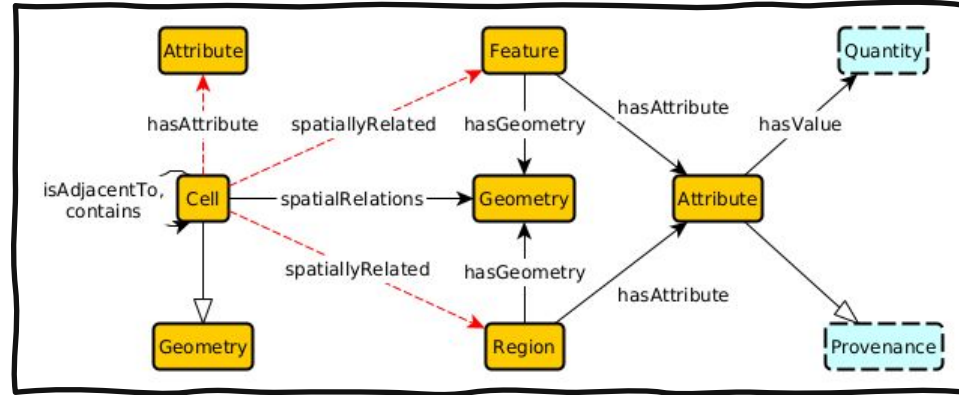 Attribute
Feature
Quantity
hasAttribute
spatiallyRelated
hasGeometry
hasAttribute
hasValue
isAdjacentTo,
contains
Cell
spatialRelations
Geometry
Attribute
spatiallyRelated
hasGeometry
hasAttribute
Geometry
Region
Provenance